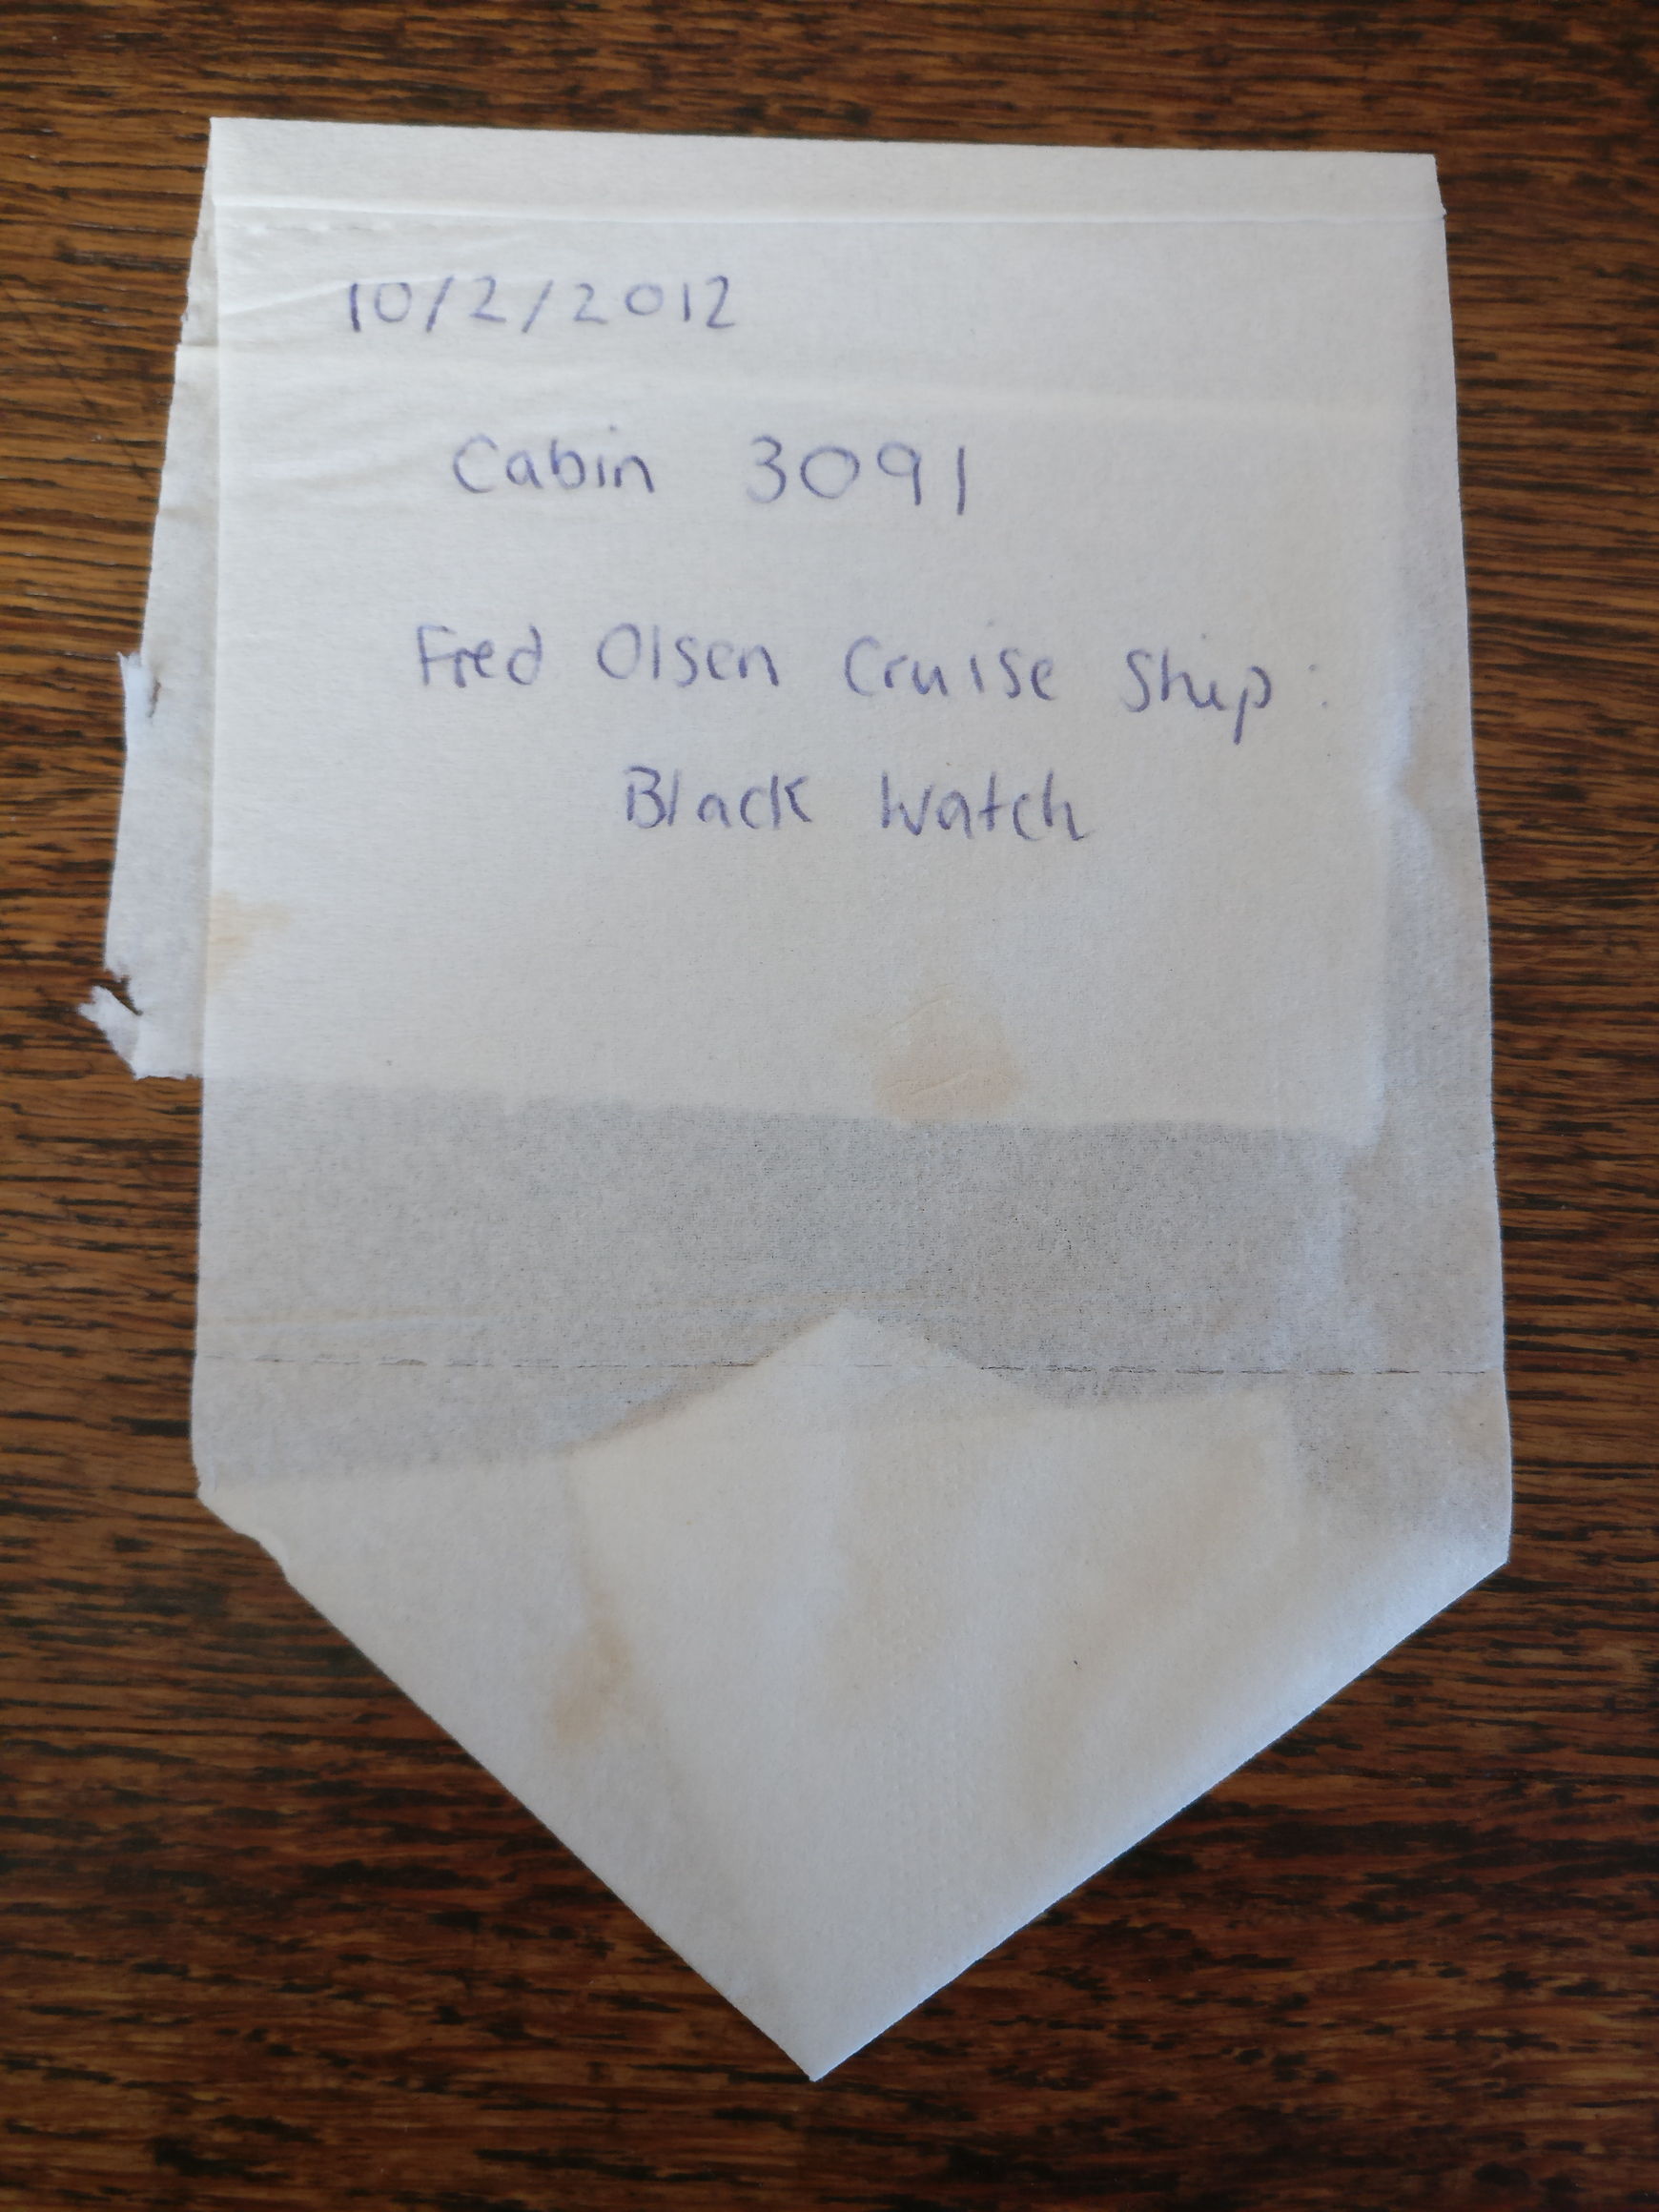 10/2/2012
Cabin 3091
Fred Olsen Cruise Ship:
Black Watch